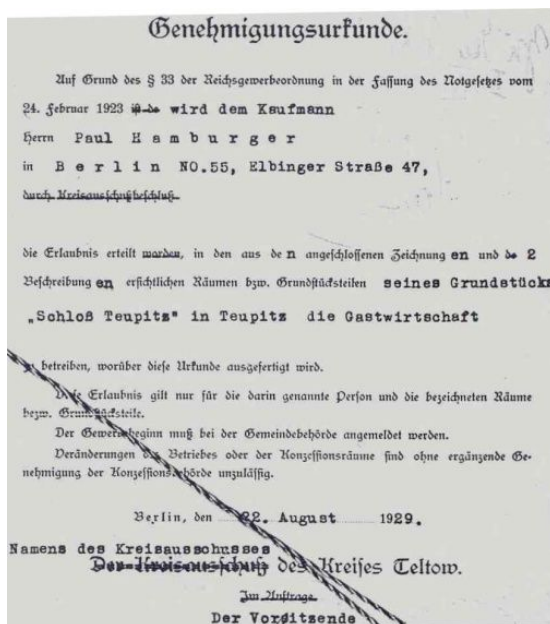 Genehmigungsurkunde.
Auf Grund des § 33 der Reichsgewerbeordnung in der Fassung des Notgesetzes vom
24. Februar 1923 wird dem Kaufmann
Herrn Paul Hamburger
in Berlin NO.55, Elbinger Straße 47,
durch Kreisausschußbeschluß
die Erlaubnis erteilt worden, in den aus den angeschlossenen Zeichnungen und de 2
Beschreibungen ersichtlichen Räumen bzw. Grundstücksteilen seines Grundstücks
„Schloß Teupitz" in Teupitz die Gastwirtschaft
zu betreiben, worüber diese Urkunde ausgefertigt wird.
Diese Erlaubnis gilt nur für die darin genannte Person und die bezeichneten Räume
bezw. Grundstücksteile.
Der Gewerbebeginn muß bei der Gemeindebehörde angemeldet werden.
Veränderungen des Betriebes oder der Konzessionsräume sind ohne ergänzende Ge-
nehmigung der Konzessionsbehörde unzulässig.
Berlin, den 22. August 1929.
Namens des Kreisausschusses
Der Kreisausschuß des Kreises Teltow.
Im Auftrage
Der Vorsitzende